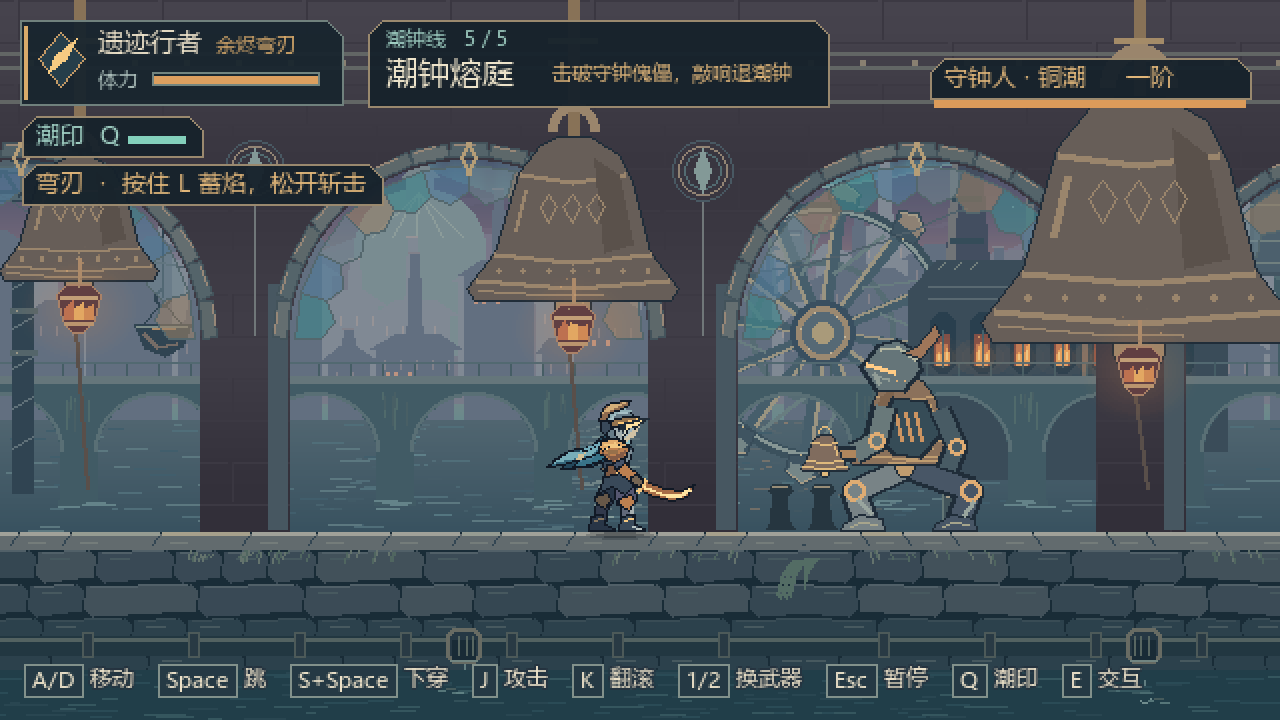 遗迹行者 余烬弯刃
体力
潮钟线 5 / 5
潮钟熔庭 击破守钟傀儡，敲响退潮钟
守钟人 · 铜潮 一阶
潮印 Q
弯刃 · 按住 L 蓄焰，松开斩击
A/D 移动 Space 跳 S+Space 下穿 J 攻击 K 翻滚 1/2 换武器 Esc 暂停 Q 潮印 E 交互